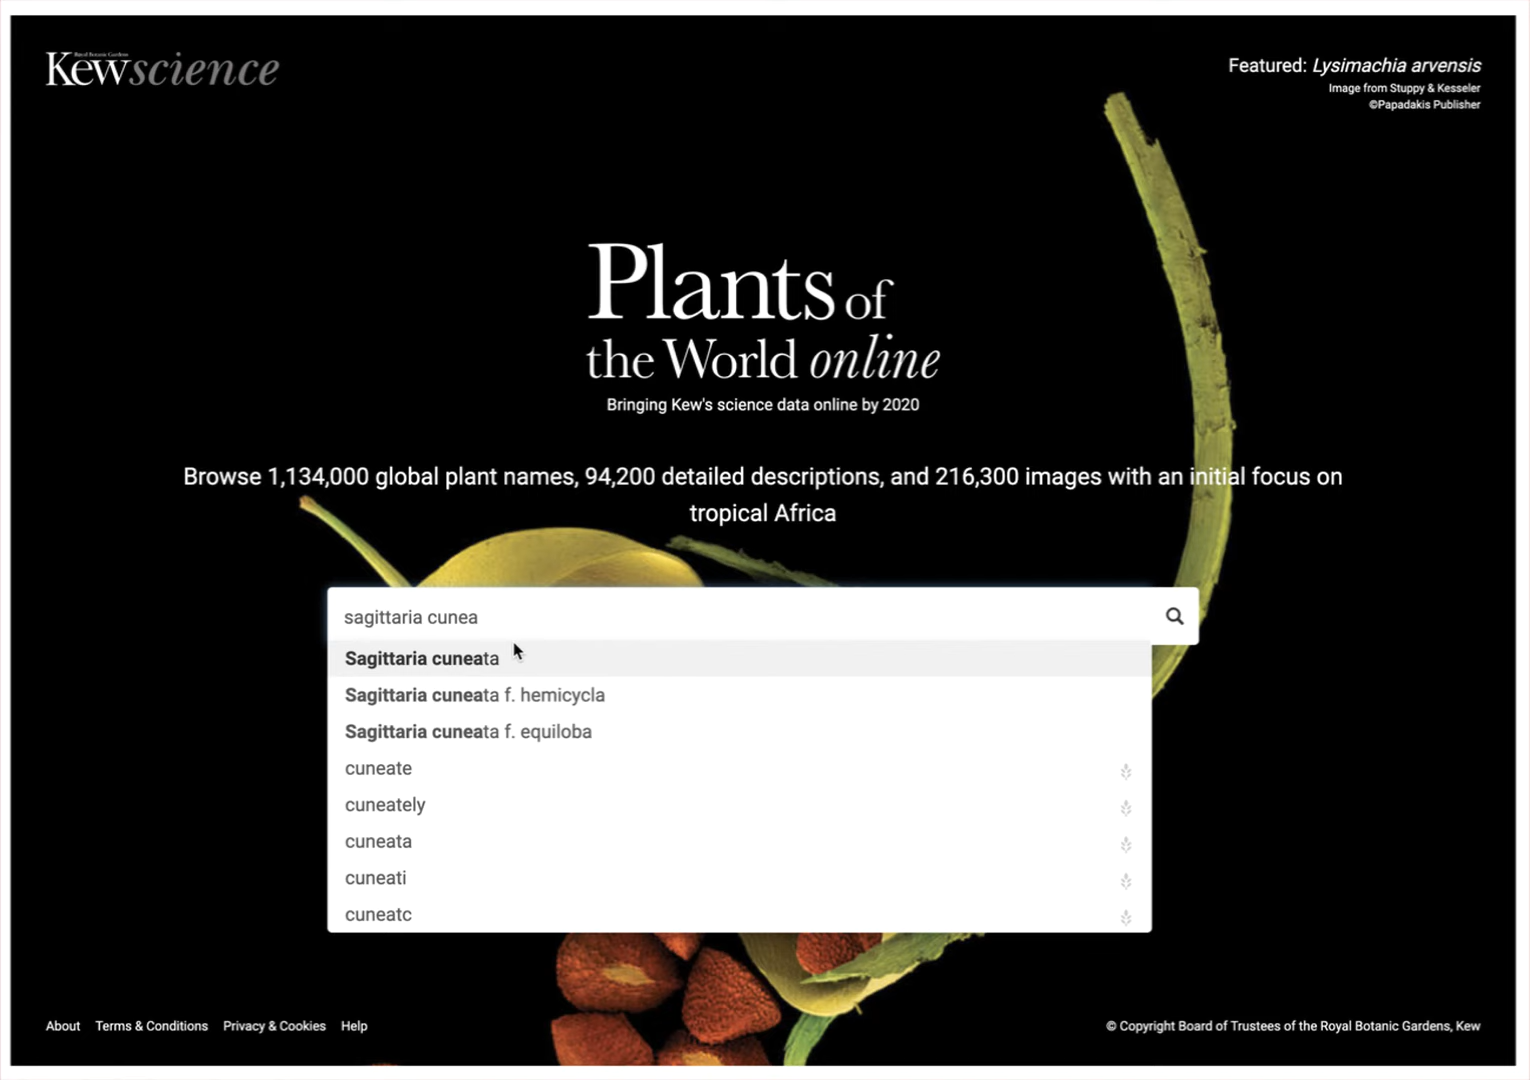 Royal Botanic Gardens
Kewscience
Featured: Lysimachia arvensis
Image from Stuppy & Kesseler
©Papadakis Publisher
Plants of
the World online
Bringing Kew's science data online by 2020
Browse 1,134,000 global plant names, 94,200 detailed descriptions, and 216,300 images with an initial focus on
tropical Africa
sagittaria cunea
Sagittaria cuneata
Sagittaria cuneata f. hemicycla
Sagittaria cuneata f. equiloba
cuneate
cuneately
cuneata
cuneati
cuneatc
About Terms & Conditions Privacy & Cookies Help
© Copyright Board of Trustees of the Royal Botanic Gardens, Kew